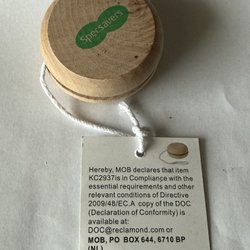 Specsavers
Hereby, MOB declares that item
KC2937is in Compliance with the
essential requirements and other
relevant conditions of Directive
2009/48/EC.A copy of the DOC
(Declaration of Conformity) is
available at:
DOC@reclamond.com.or
MOB, PO BOX 644, 6710 BP
(NL)